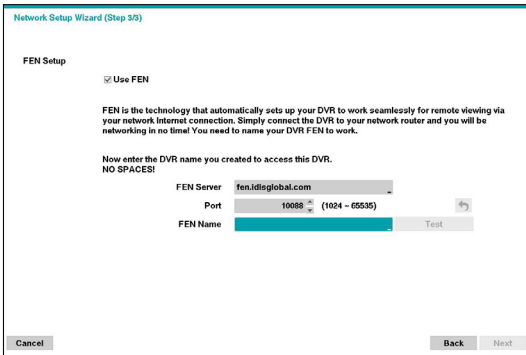 Network Setup Wizard (Step 3/3)
FEN Setup
Use FEN
FEN is the technology that automatically sets up your DVR to work seamlessly for remote viewing via
your network Internet connection. Simply connect the DVR to your network router and you will be
networking in no time! You need to name your DVR FEN to work.
Now enter the DVR name you created to access this DVR.
NO SPACES!
FEN Server fen.idisglobal.com
Port 10088 (1024 ~ 65535)
FEN Name Test
Cancel Back Next